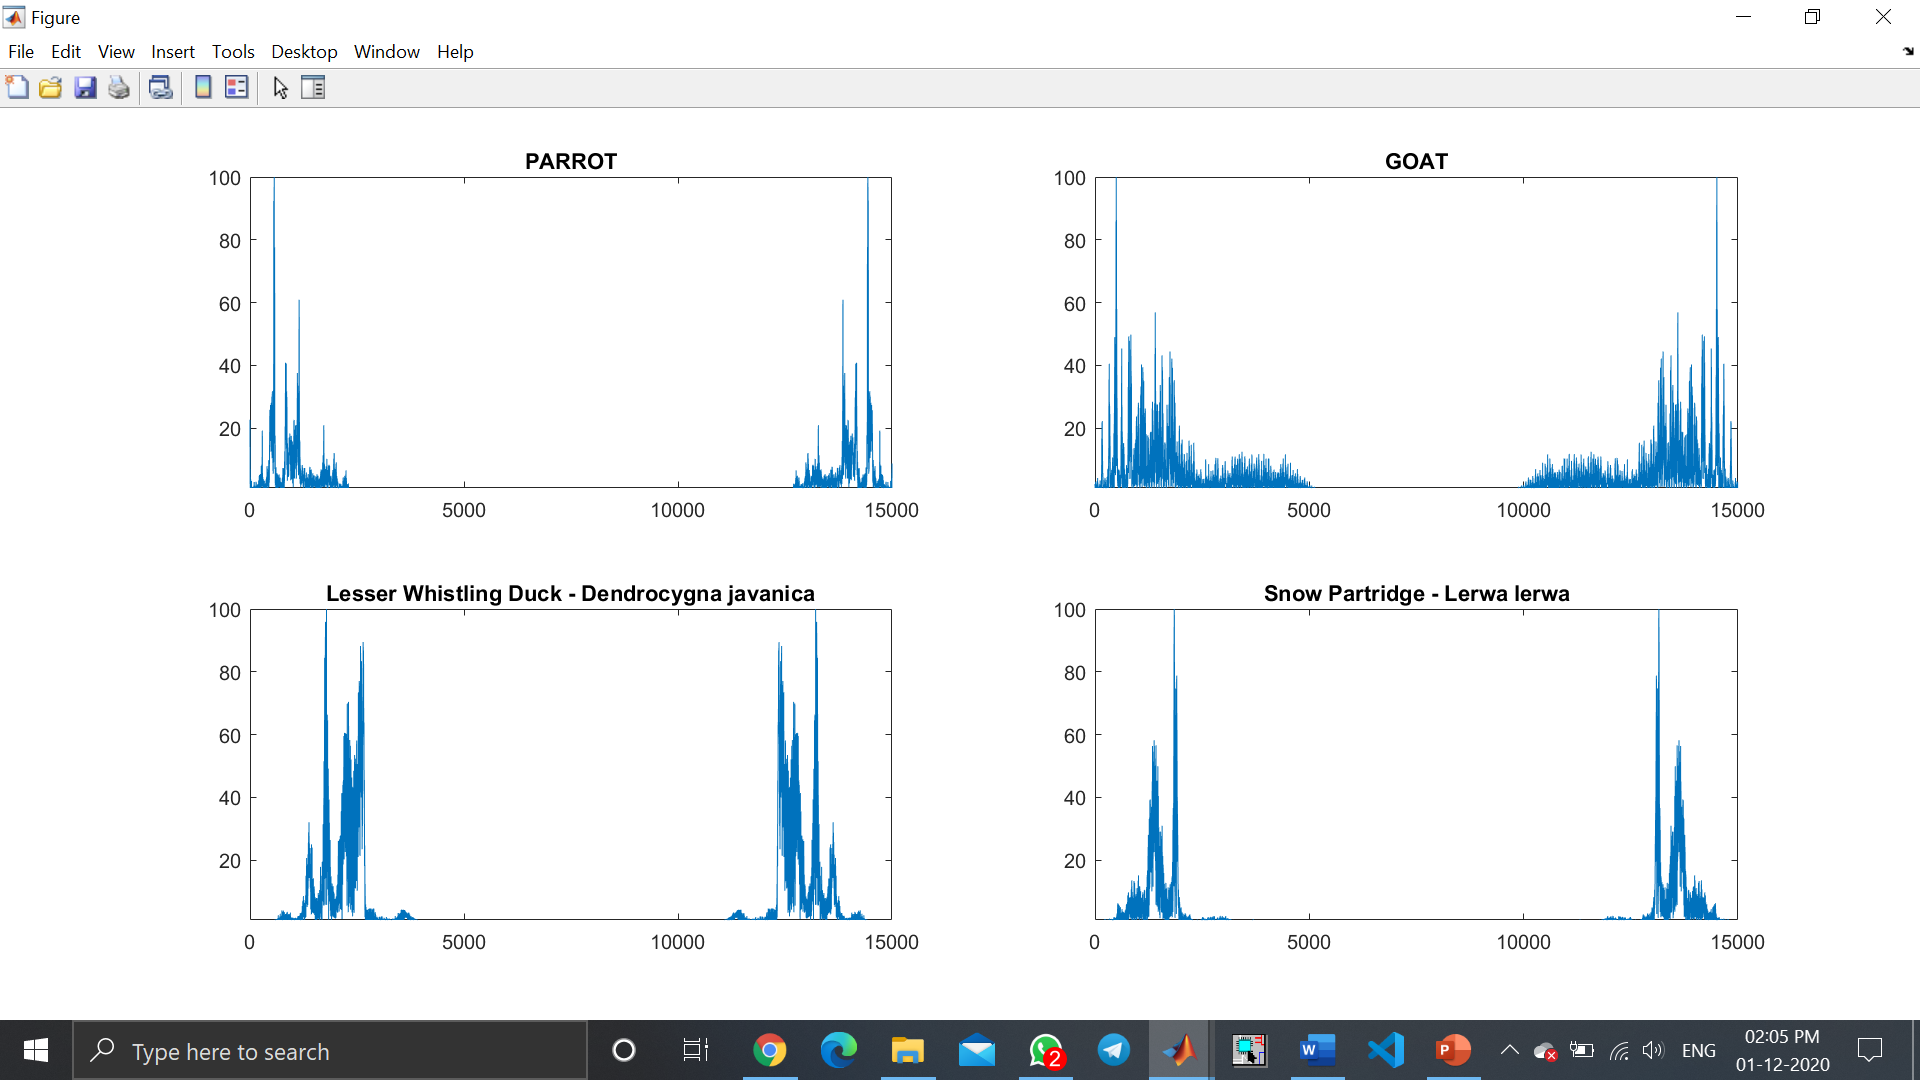 Figure
File Edit View Insert Tools Desktop Window Help
PARROT
100
80
60
40
20
0 5000 10000 15000
GOAT
100
80
60
40
20
0 5000 10000 15000
Lesser Whistling Duck - Dendrocygna javanica
100
80
60
40
20
0 5000 10000 15000
Snow Partridge - Lerwa lerwa
100
80
60
40
20
0 5000 10000 15000
Type here to search
2
W
P
ENG
02:05 PM
01-12-2020